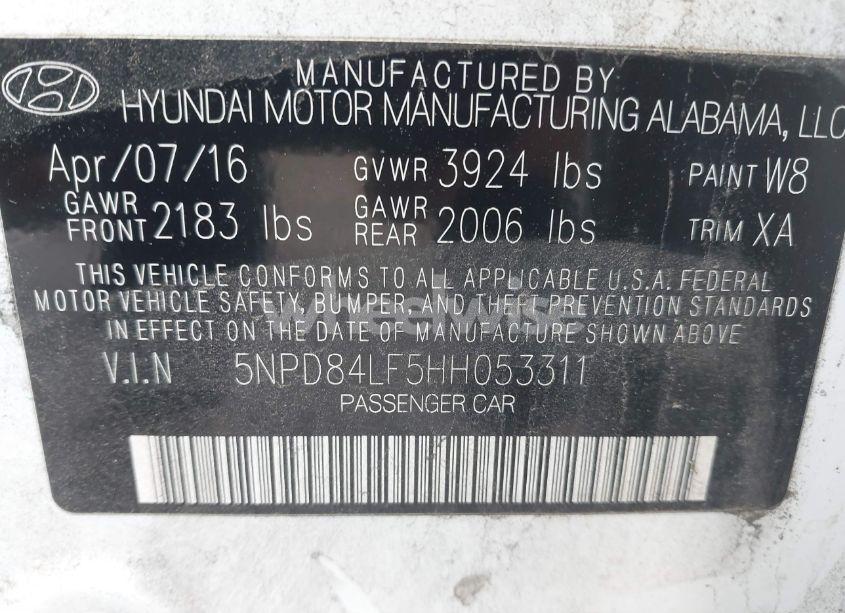 MANUFACTURED BY
HYUNDAI MOTOR MANUFACTURING ALABAMA, LLC
Apr/07/16 GVWR 3924 lbs PAINT W8
GAWR FRONT 2183 lbs GAWR REAR 2006 lbs TRIM XA
THIS VEHICLE CONFORMS TO ALL APPLICABLE U.S.A. FEDERAL
MOTOR VEHICLE SAFETY, BUMPER, AND THEFT PREVENTION STANDARDS
IN EFFECT ON THE DATE OF MANUFACTURE SHOWN ABOVE.
wheelwise
V.I.N 5NPD84LF5HH053311
PASSENGER CAR